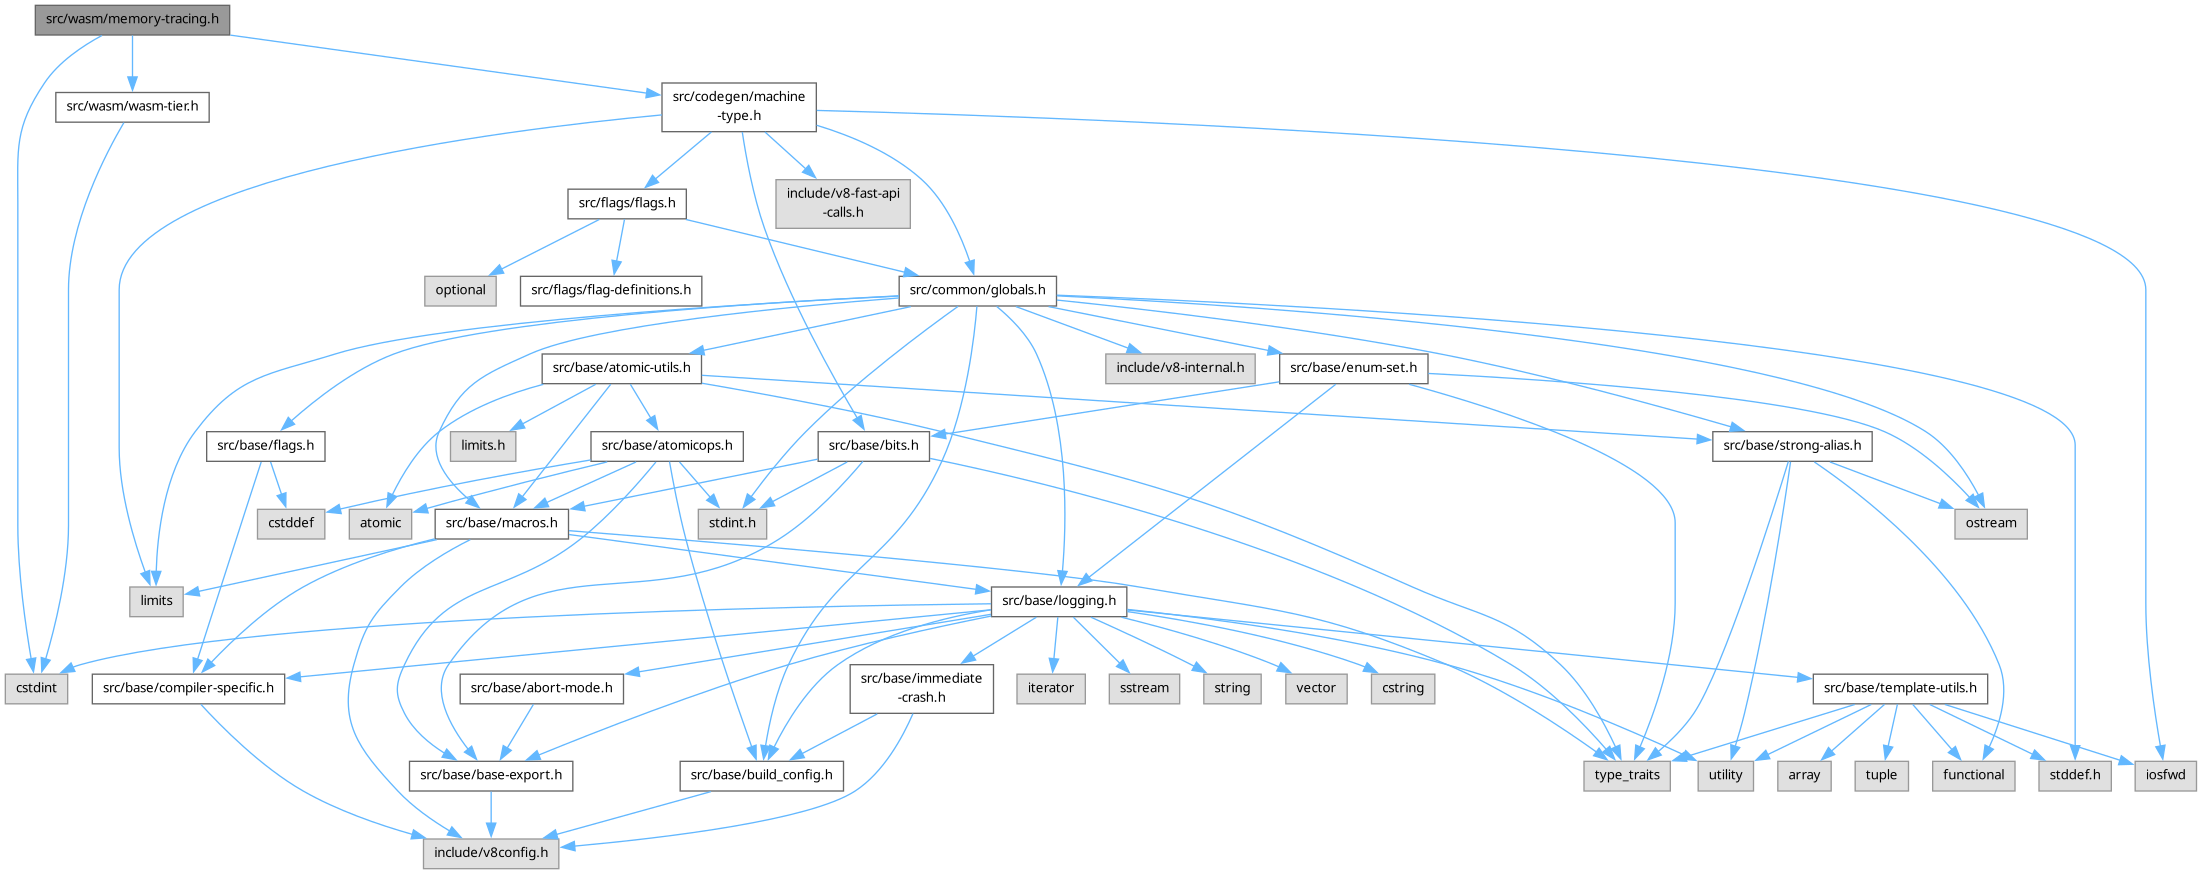 src/wasm/memory-tracing.h
src/wasm/wasm-tier.h
src/codegen/machine
-type.h
src/flags/flags.h
include/v8-fast-api
-calls.h
optional
src/flags/flag-definitions.h
src/common/globals.h
src/base/atomic-utils.h
include/v8-internal.h
src/base/enum-set.h
src/base/flags.h
limits.h
src/base/atomicops.h
src/base/bits.h
src/base/strong-alias.h
cstddef
atomic
src/base/macros.h
stdint.h
ostream
limits
src/base/logging.h
cstdint
src/base/compiler-specific.h
src/base/abort-mode.h
src/base/immediate
-crash.h
iterator
sstream
string
vector
cstring
src/base/template-utils.h
src/base/base-export.h
src/base/build_config.h
type_traits
utility
array
tuple
functional
stddef.h
iosfwd
include/v8config.h